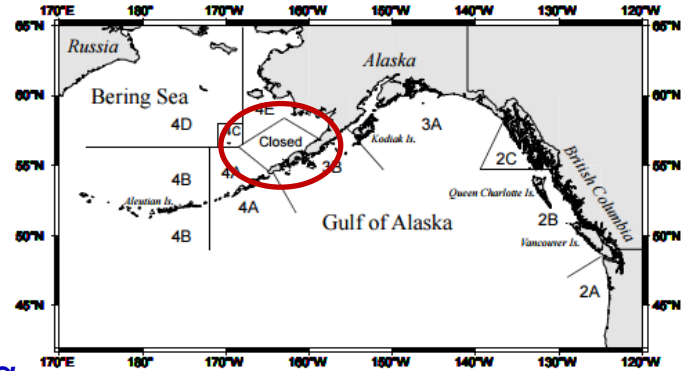 170°E 180° 170°W 160°W 150°W 140°W 130°W 120°W
65°N 65°N
Russia
Alaska
60°N 60°N
Bering Sea
4E
4D 4C
Closed
3A
Kodiak Is.
55°N 55°N
2C
4B 4A 3B
British Columbia
Queen Charlotte Is.
Aleutian Is.
4A
2B
Gulf of Alaska
4B
50°N 50°N
Vancouver Is.
2A
45°N 45°N
170°E 180° 170°W 160°W 150°W 140°W 130°W 120°W